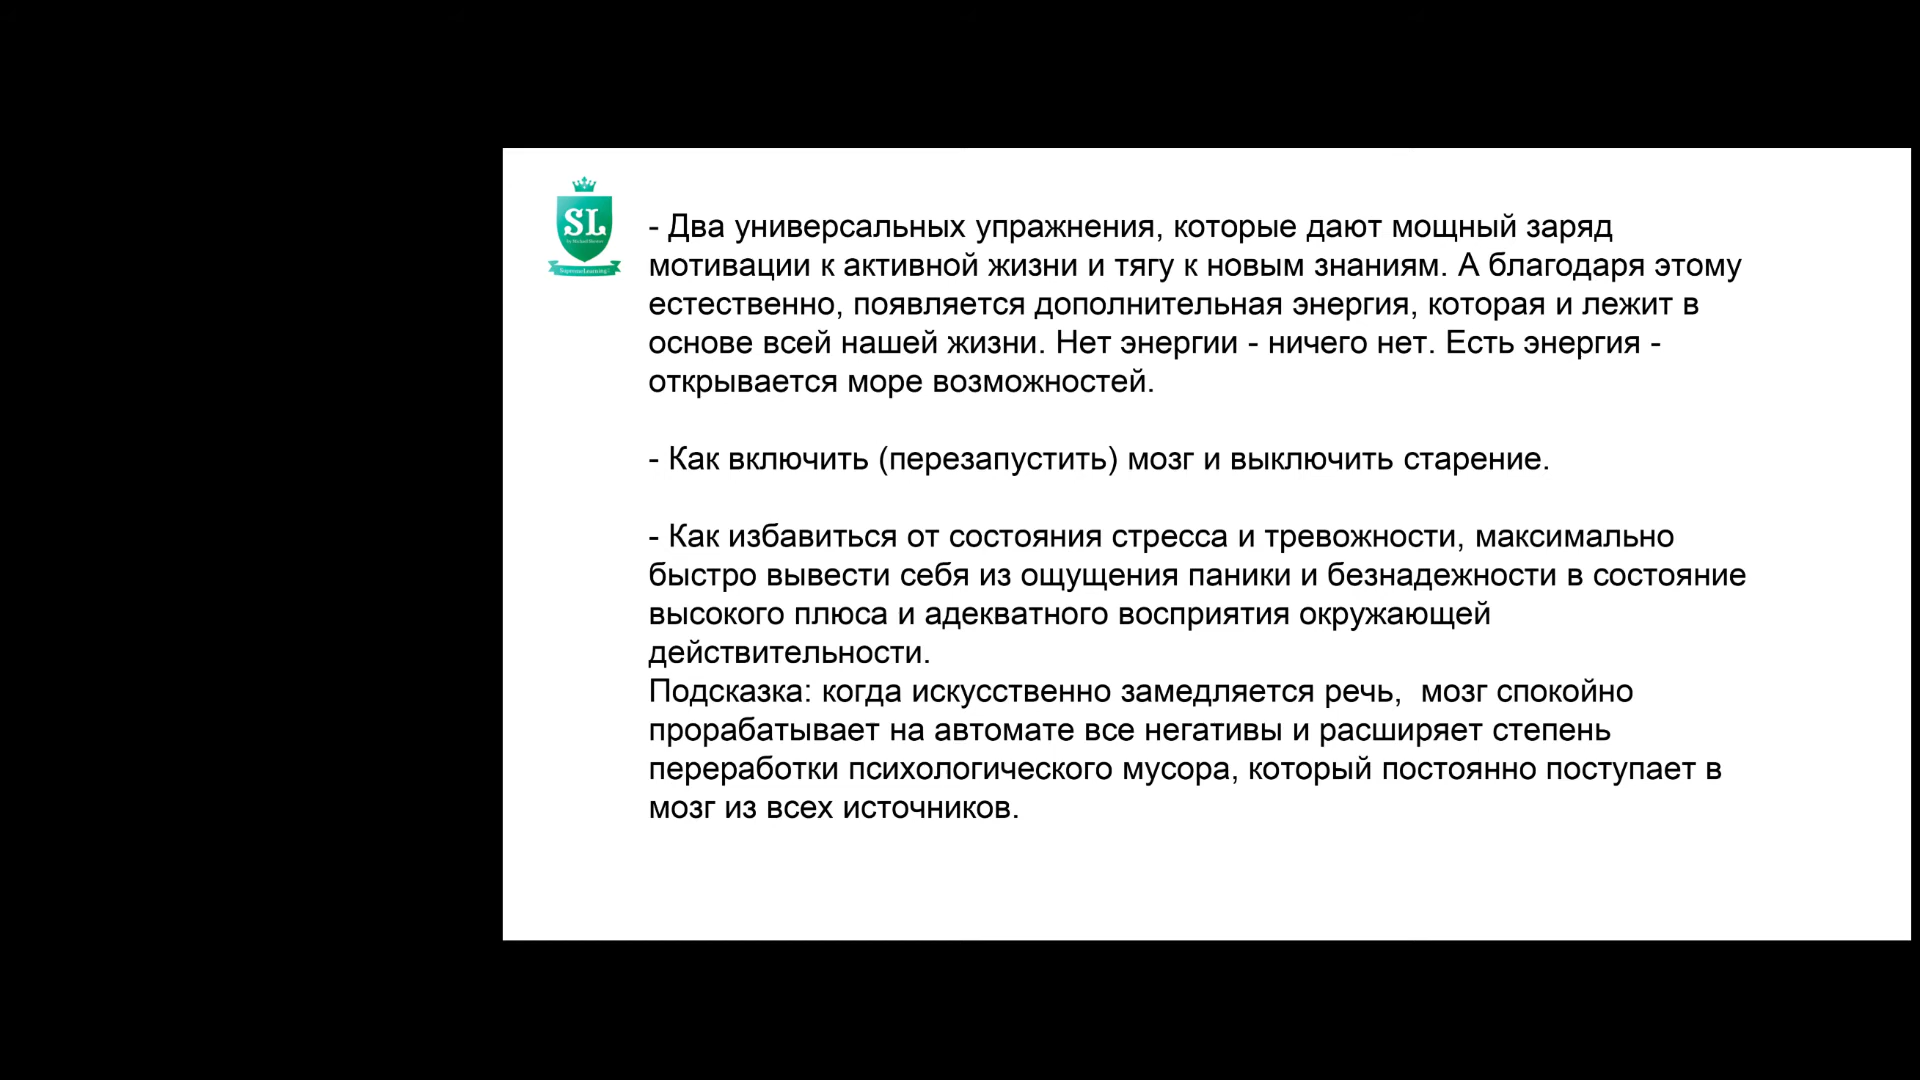 SL
- Два универсальных упражнения, которые дают мощный заряд
мотивации к активной жизни и тягу к новым знаниям. А благодаря этому
естественно, появляется дополнительная энергия, которая и лежит в
основе всей нашей жизни. Нет энергии - ничего нет. Есть энергия -
открывается море возможностей.
- Как включить (перезапустить) мозг и выключить старение.
- Как избавиться от состояния стресса и тревожности, максимально
быстро вывести себя из ощущения паники и безнадежности в состояние
высокого плюса и адекватного восприятия окружающей
действительности.
Подсказка: когда искусственно замедляется речь,  мозг спокойно
прорабатывает на автомате все негативы и расширяет степень
переработки психологического мусора, который постоянно поступает в
мозг из всех источников.